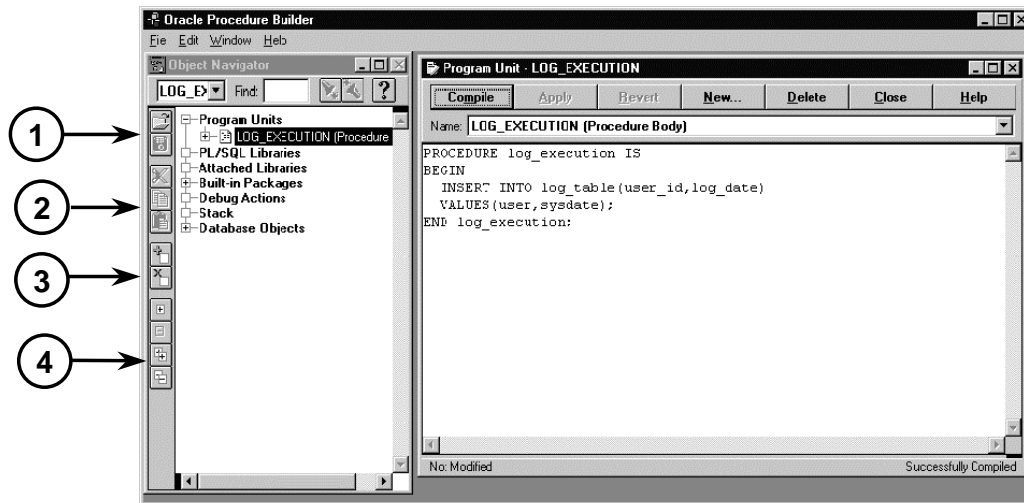 Oracle Procedure Builder
Fie Edit Window Heb
Object Navigator
LOG_EX Find:
?
Program Units
LOG_EXECUTION (Procedure
PL/SQL Libraries
Attached Libraries
Built-in Packages
Debug Actions
Stack
Database Objects
1
2
3
4
Program Unit - LOG_EXECUTION
Compile Apply Revert New... Delete Close Help
Name: LOG_EXECUTION (Procedure Body)
PROCEDURE log_execution IS
BEGIN
INSERT INTO log_table(user_id,log_date)
VALUES(user,sysdate);
END log_execution;
No: Modified
Successfully Compiled